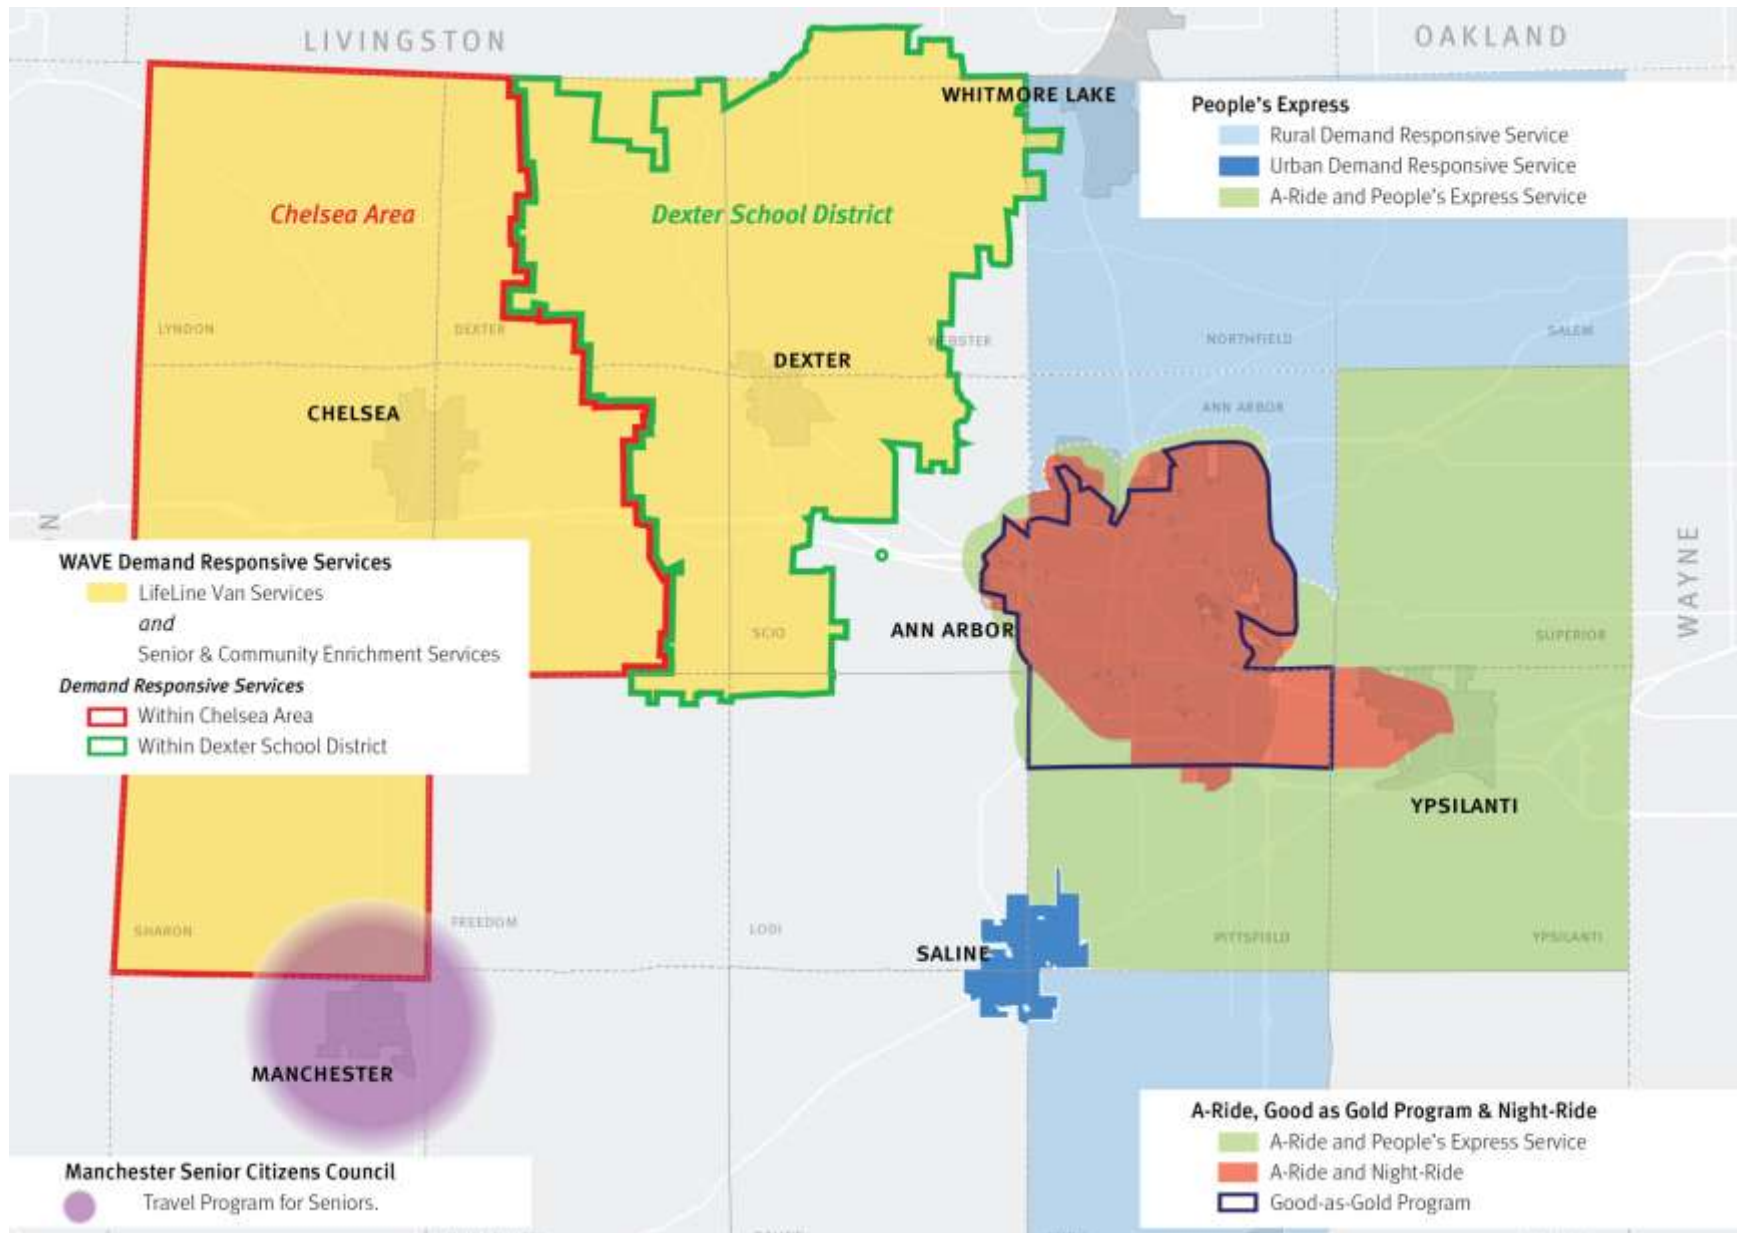 LIVINGSTON
OAKLAND
WHITMORE LAKE
People's Express
Rural Demand Responsive Service
Urban Demand Responsive Service
A-Ride and People's Express Service
Chelsea Area
Dexter School District
LYNDON
DEXTER
WEBSTER
NORTHFIELD
SALEM
DEXTER
CHELSEA
ANN ARBOR
N
WAYNE
WAVE Demand Responsive Services
LifeLine Van Services
and
Senior & Community Enrichment Services
Demand Responsive Services
Within Chelsea Area
Within Dexter School District
SCIO
ANN ARBOR
SUPERIOR
YPSILANTI
SHARON
FREEDOM
LODI
SALINE
PITTSFIELD
YPSILANTI
MANCHESTER
A-Ride, Good as Gold Program & Night-Ride
A-Ride and People's Express Service
A-Ride and Night-Ride
Good-as-Gold Program
Manchester Senior Citizens Council
Travel Program for Seniors.